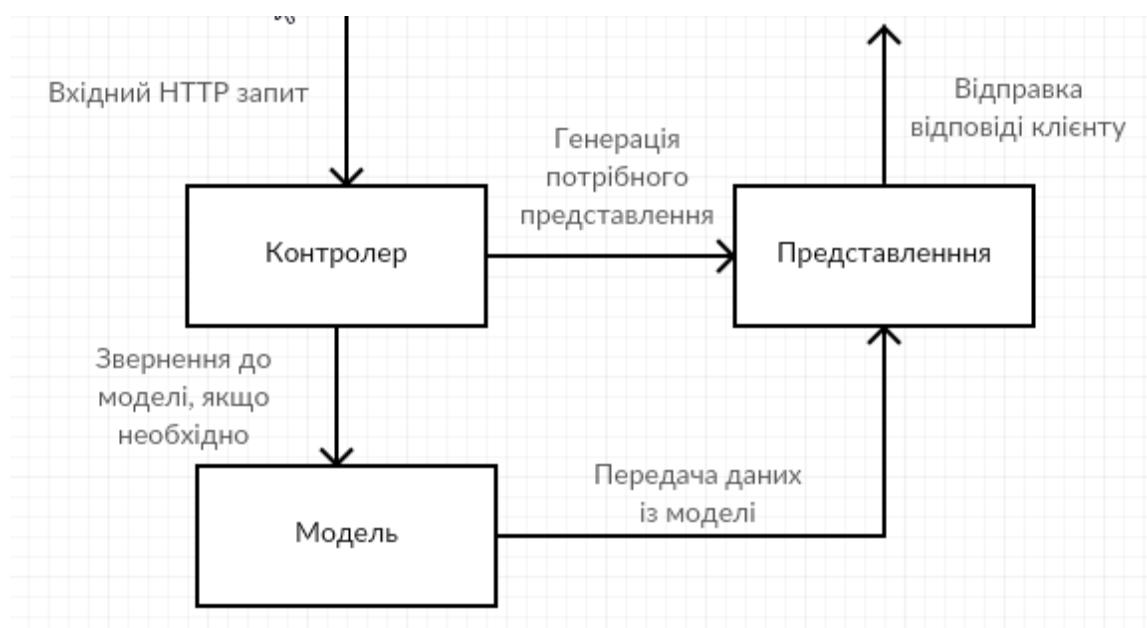 Вхідний HTTP запит
Відправка
відповіді клієнту
Генерація
потрібного
представлення
Контролер
Представленння
Звернення до
моделі, якщо
необхідно
Передача даних
із моделі
Модель